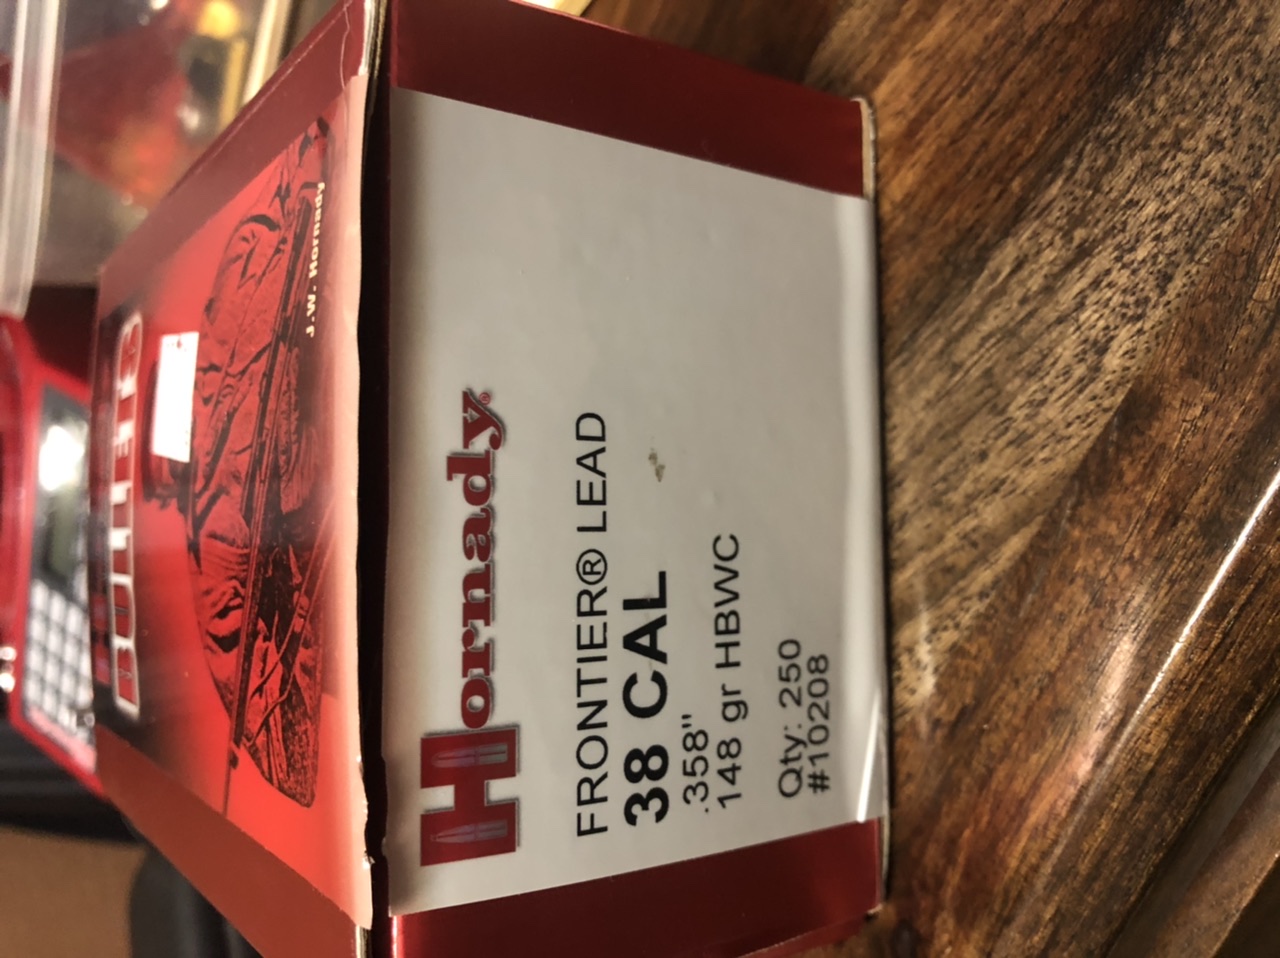 Hornady®
FRONTIER® LEAD
38 CAL
.358"
148 gr HBWC
Qty: 250
#10208
J.W. Hornady
BULLETS